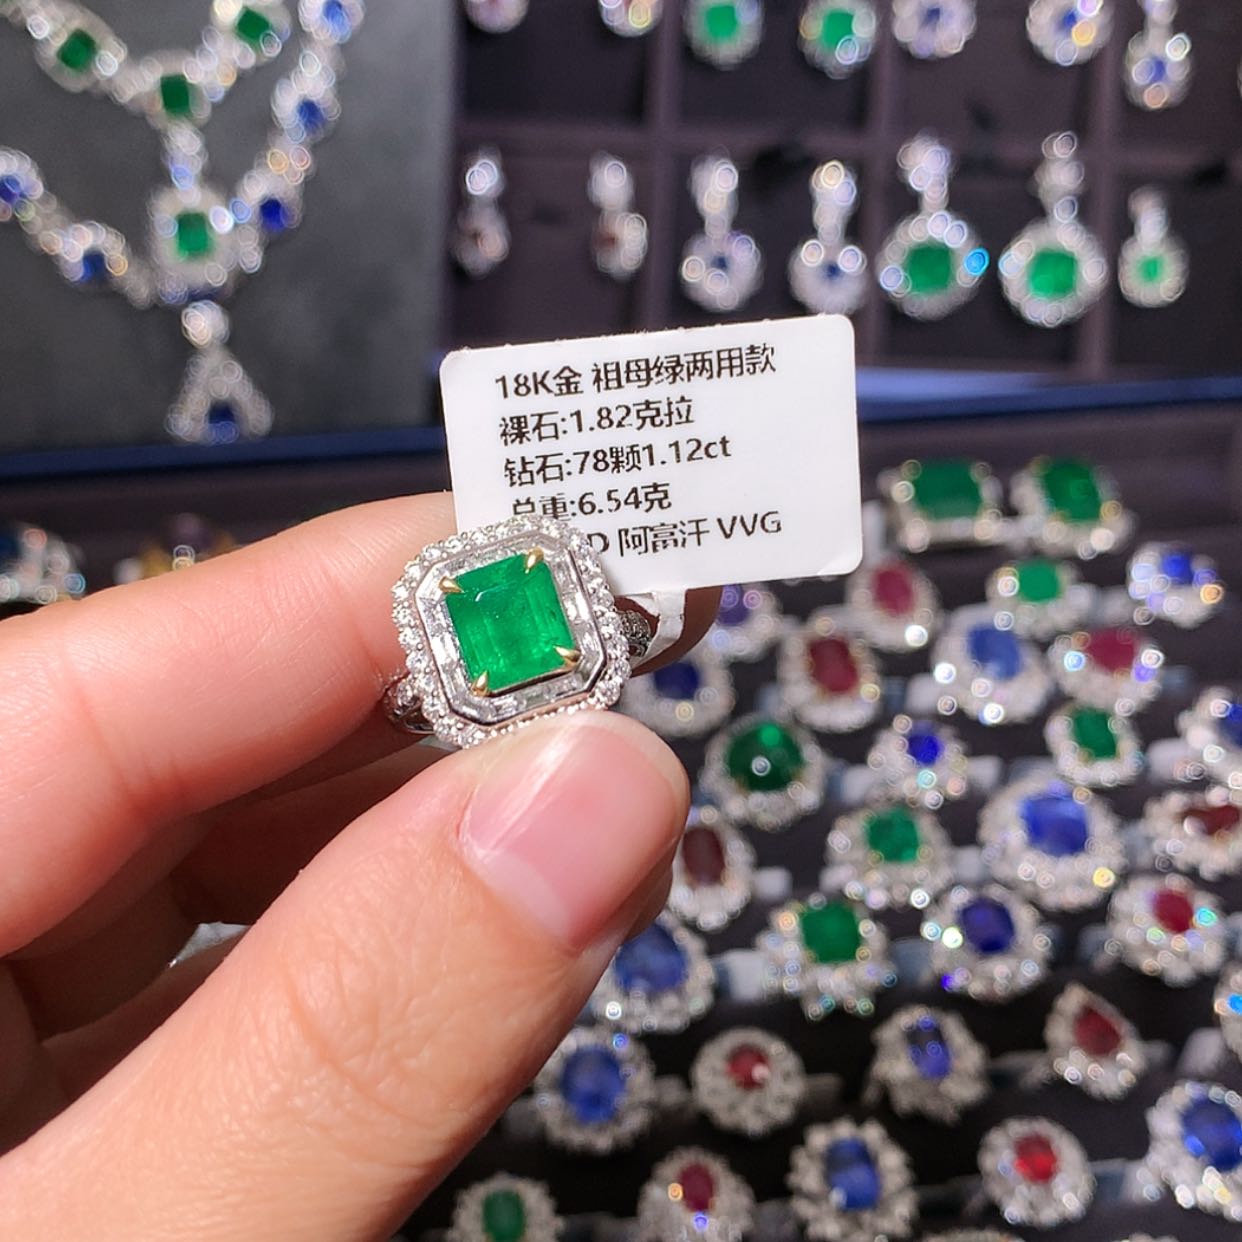 18K金 祖母绿两用款
裸石:1.82克拉
钻石:78颗1.12ct
总重:6.54克
D 阿富汗 VVG